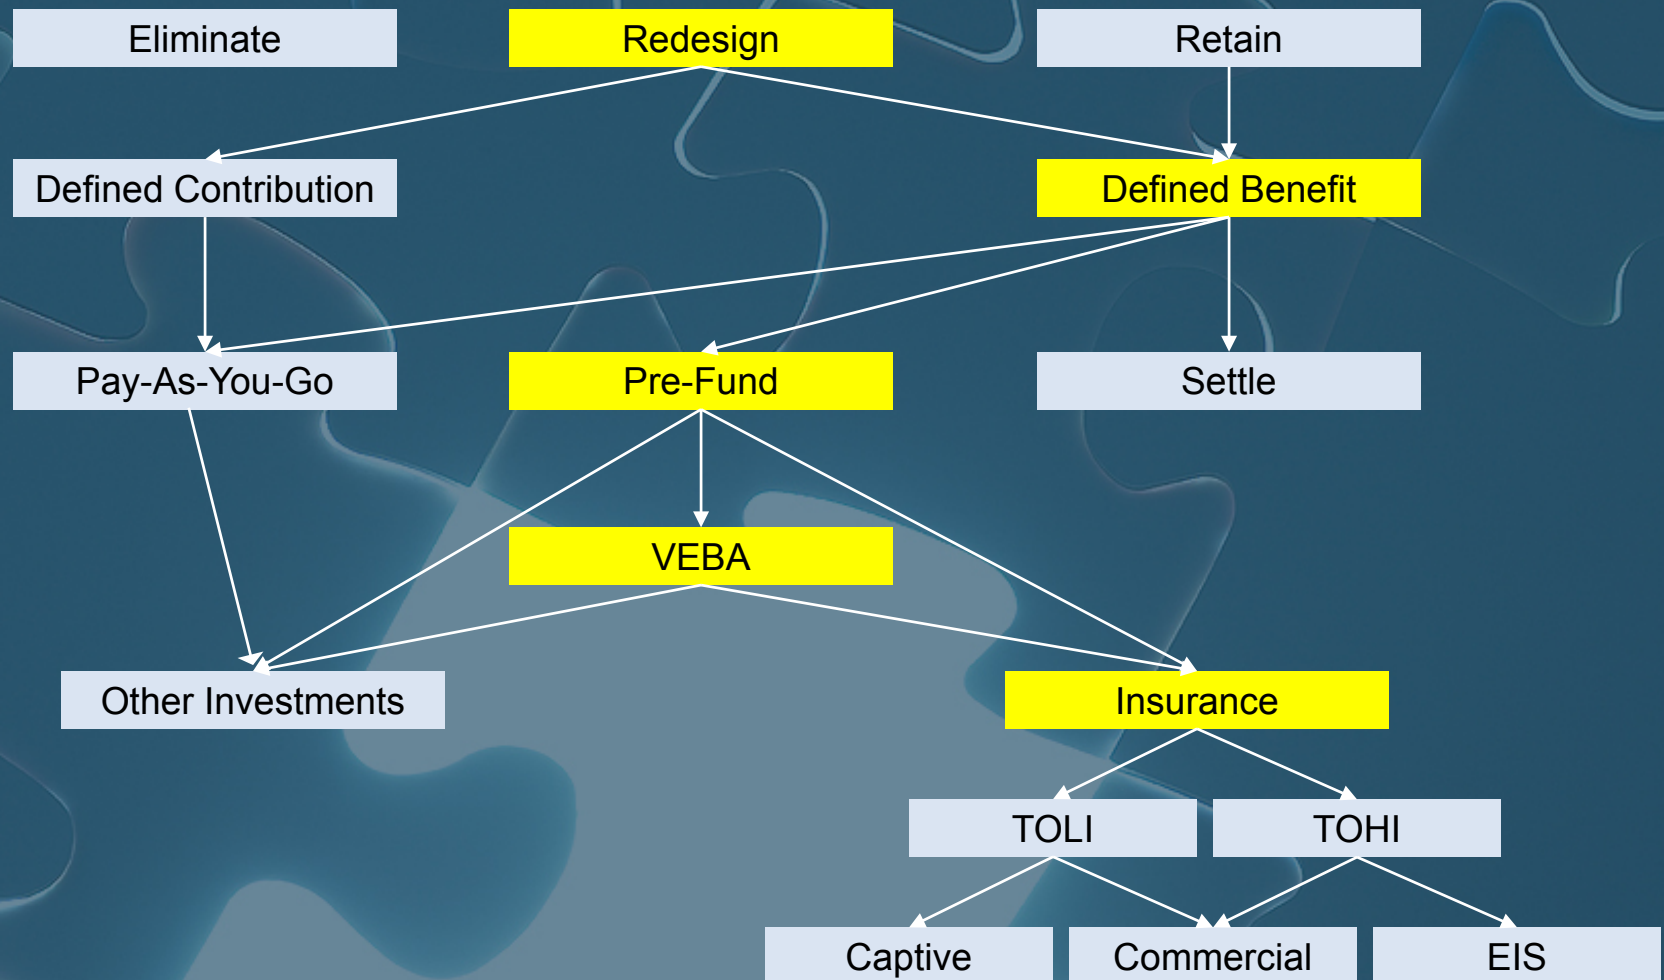 Eliminate
Redesign
Retain
Defined Contribution
Defined Benefit
Pay-As-You-Go
Pre-Fund
Settle
VEBA
Other Investments
Insurance
TOLI
TOHI
Captive
Commercial
EIS